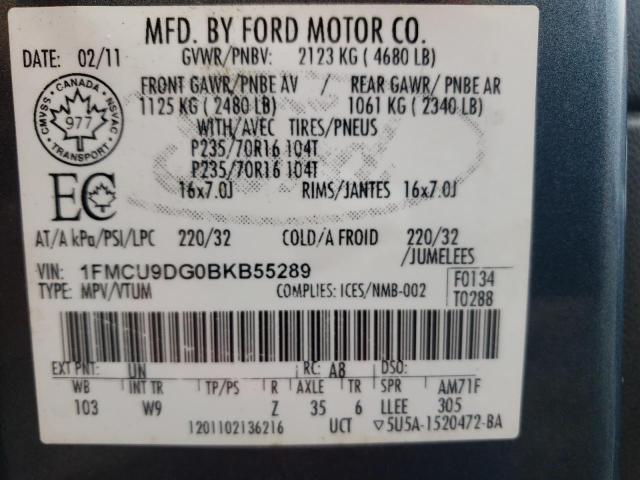 MFD. BY FORD MOTOR CO.
DATE: 02/11 GVWR/PNBV: 2123 KG ( 4680 LB)
FRONT GAWR/PNBE AV / REAR GAWR/ PNBE AR
1125 KG ( 2480 LB) 1061 KG ( 2340 LB)
WITH/AVEC TIRES/PNEUS
P235/70R16 104T
P235/70R16 104T
16x7.0J RIMS/JANTES 16x7.0J
CMVSS · CANADA · NSVAC
977
TRANSPORT
EC
AT/A kPa/PSI/LPC 220/32 COLD/A FROID 220/32
/JUMELEES
VIN: 1FMCU9DG0BKB55289
TYPE: MPV/VTUM COMPLIES: ICES/NMB-002
F0134
T0288
EXT PNT: UN RC: A8 DSO:
WB INT TR TP/PS R AXLE TR SPR AM71F
103 W9 Z 35 6 LLEE 305
1201102136216 UCT ▽5U5A-1520472-BA